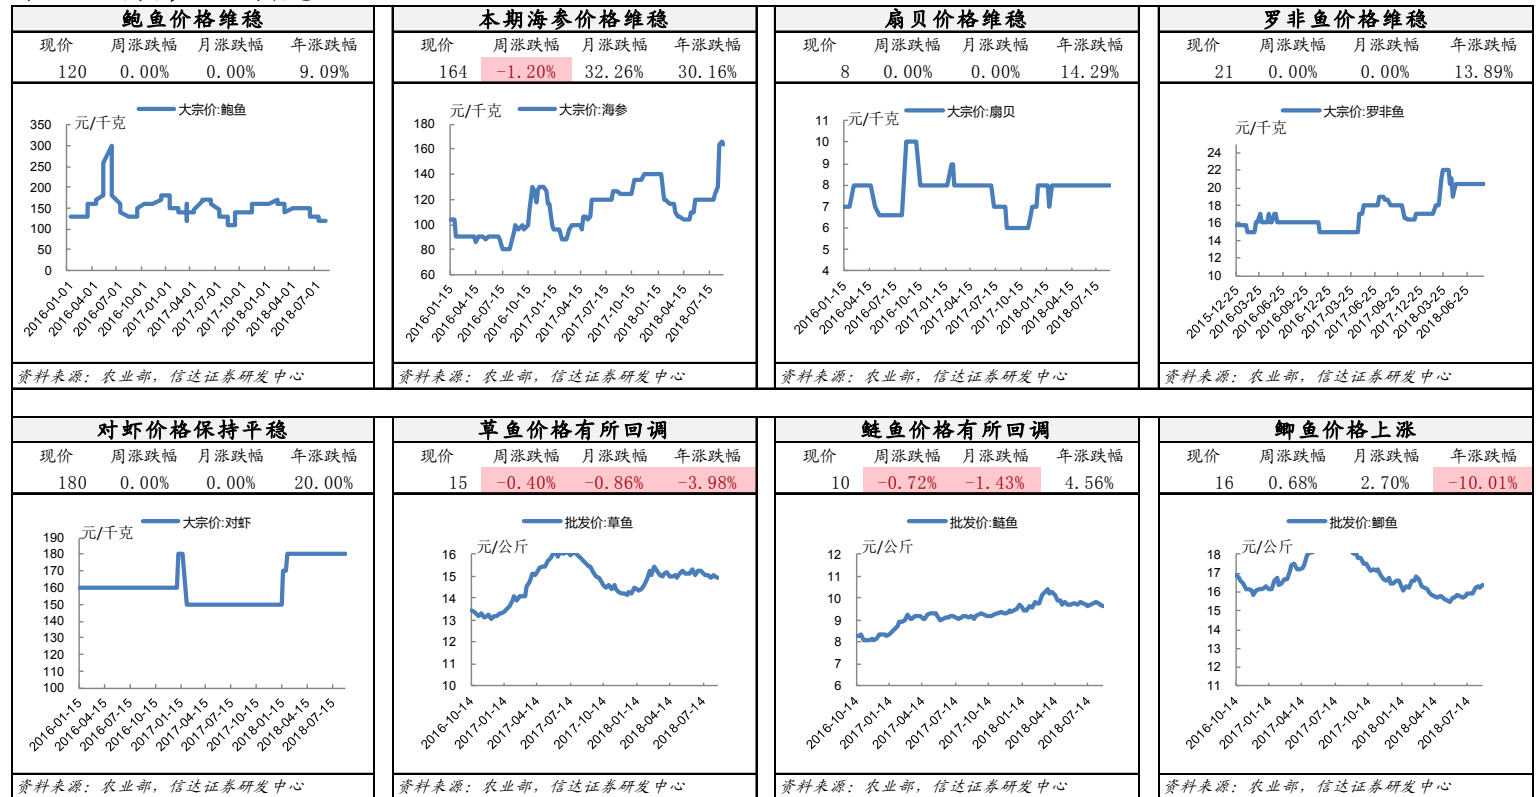 鲍鱼价格维稳
现价 周涨跌幅 月涨跌幅 年涨跌幅
120 0.00% 0.00% 9.09%
大宗价:鲍鱼
元/千克
350
300
250
200
150
100
50
0
2016-01-01
2016-04-01
2016-07-01
2016-10-01
2017-01-01
2017-04-01
2017-07-01
2017-10-01
2018-01-01
2018-04-01
2018-07-01
资料来源：农业部，信达证券研发中心
本期海参价格维稳
现价 周涨跌幅 月涨跌幅 年涨跌幅
164 -1.20% 32.26% 30.16%
元/千克
大宗价:海参
180
160
140
120
100
80
60
2016-01-15
2016-04-15
2016-07-15
2016-10-15
2017-01-15
2017-04-15
2017-07-15
2017-10-15
2018-01-15
2018-04-15
2018-07-15
资料来源：农业部，信达证券研发中心
扇贝价格维稳
现价 周涨跌幅 月涨跌幅 年涨跌幅
8 0.00% 0.00% 14.29%
大宗价:扇贝
元/千克
11
10
9
8
7
6
5
4
2016-01-15
2016-04-15
2016-07-15
2016-10-15
2017-01-15
2017-04-15
2017-07-15
2017-10-15
2018-01-15
2018-04-15
2018-07-15
资料来源：农业部，信达证券研发中心
罗非鱼价格维稳
现价 周涨跌幅 月涨跌幅 年涨跌幅
21 0.00% 0.00% 13.89%
大宗价:罗非鱼
元/千克
24
22
20
18
16
14
12
10
2015-12-25
2016-03-25
2016-06-25
2016-09-25
2016-12-25
2017-03-25
2017-06-25
2017-09-25
2017-12-25
2018-03-25
2018-06-25
资料来源：农业部，信达证券研发中心
对虾价格保持平稳
现价 周涨跌幅 月涨跌幅 年涨跌幅
180 0.00% 0.00% 20.00%
大宗价:对虾
元/千克
190
180
170
160
150
140
130
120
110
100
2016-01-15
2016-04-15
2016-07-15
2016-10-15
2017-01-15
2017-04-15
2017-07-15
2017-10-15
2018-01-15
2018-04-15
2018-07-15
资料来源：农业部，信达证券研发中心
草鱼价格有所回调
现价 周涨跌幅 月涨跌幅 年涨跌幅
15 -0.40% -0.86% -3.98%
批发价:草鱼
元/公斤
16
15
14
13
12
11
10
2016-10-14
2017-01-14
2017-04-14
2017-07-14
2017-10-14
2018-01-14
2018-04-14
2018-07-14
资料来源：农业部，信达证券研发中心
鲢鱼价格有所回调
现价 周涨跌幅 月涨跌幅 年涨跌幅
10 -0.72% -1.43% 4.56%
批发价:鲢鱼
元/公斤
12
11
10
9
8
7
6
2016-10-14
2017-01-14
2017-04-14
2017-07-14
2017-10-14
2018-01-14
2018-04-14
2018-07-14
资料来源：农业部，信达证券研发中心
鲫鱼价格上涨
现价 周涨跌幅 月涨跌幅 年涨跌幅
16 0.68% 2.70% -10.01%
批发价:鲫鱼
元/公斤
18
17
16
15
14
13
12
11
2016-10-14
2017-01-14
2017-04-14
2017-07-14
2017-10-14
2018-01-14
2018-04-14
2018-07-14
资料来源：农业部，信达证券研发中心